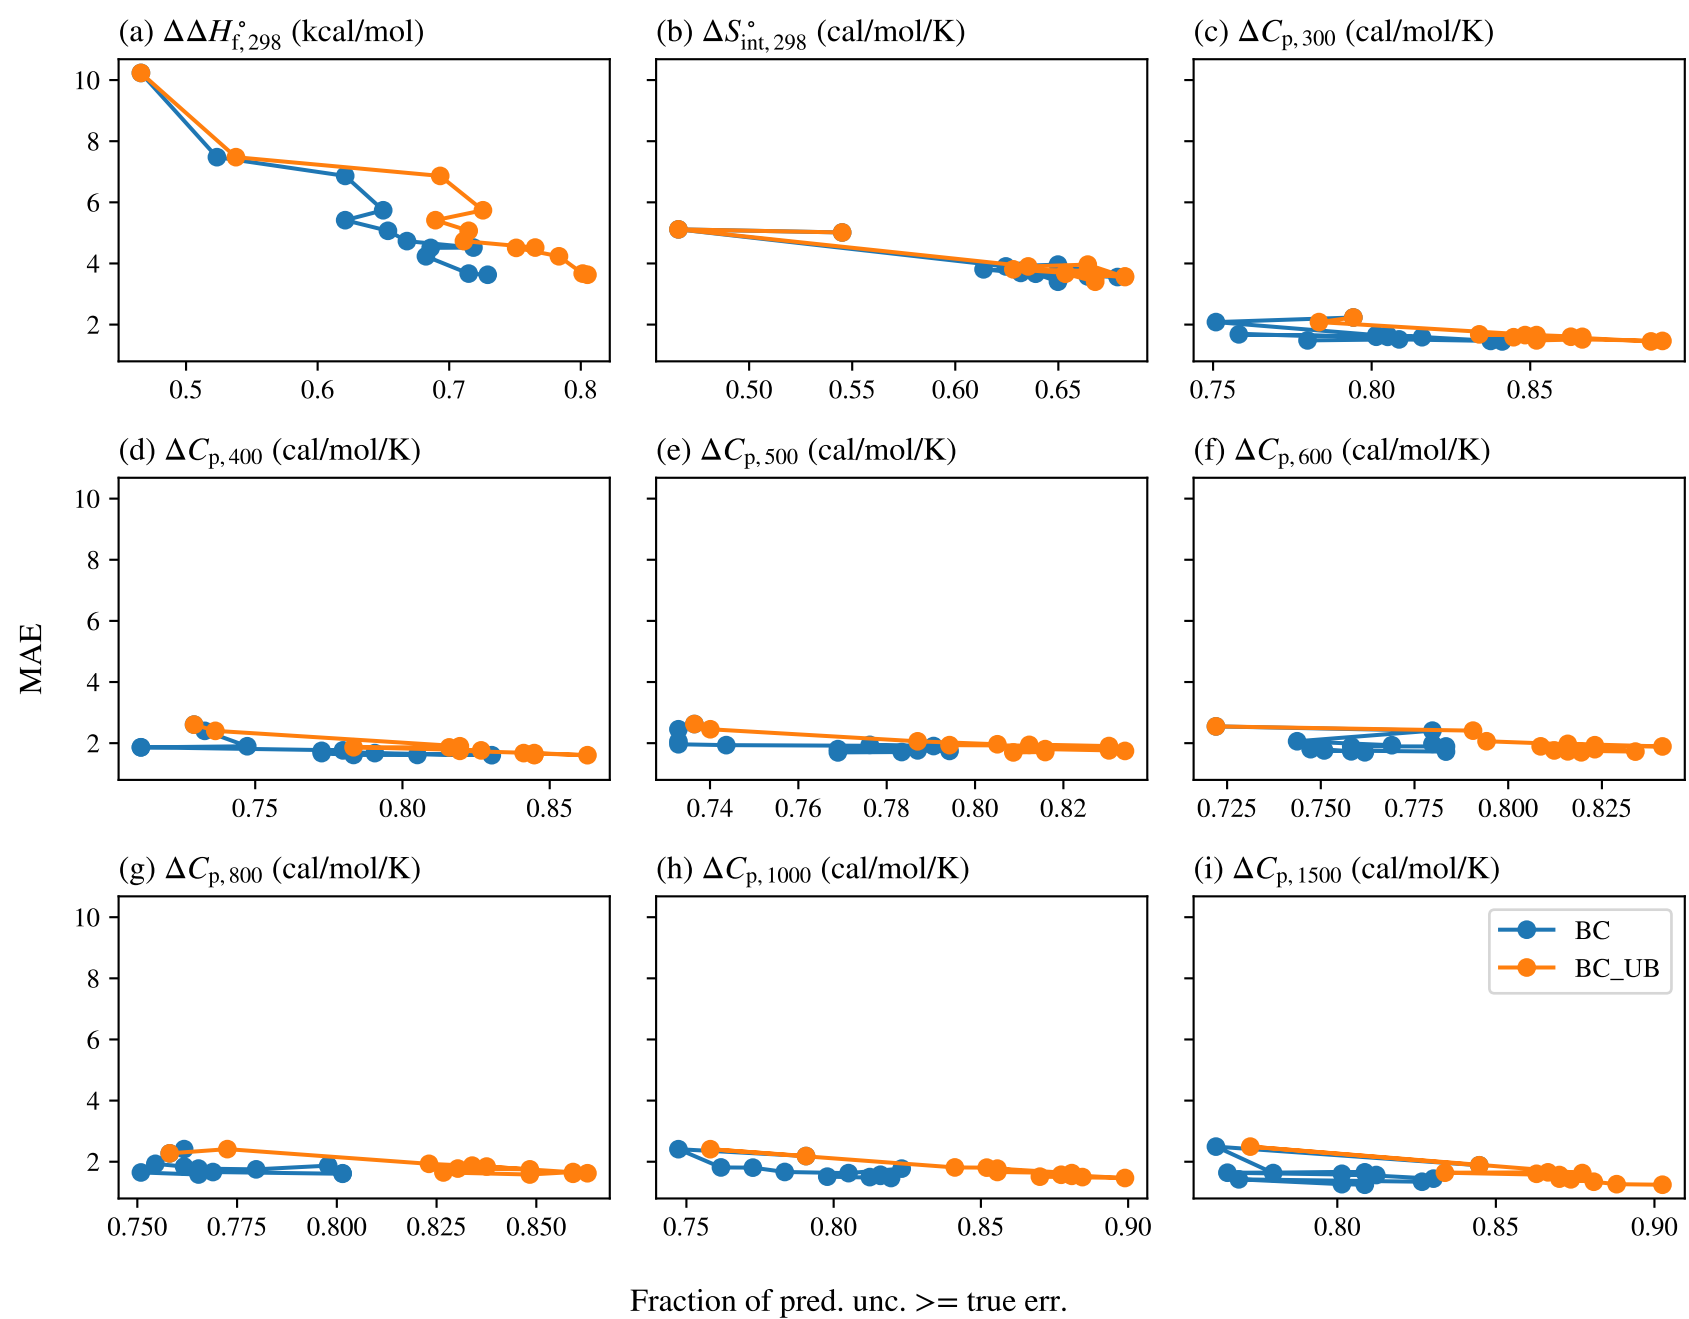 (a) ΔΔH°f, 298 (kcal/mol)
(b) ΔS°int, 298 (cal/mol/K)
(c) ΔCp, 300 (cal/mol/K)
10
8
6
4
2
0.5 0.6 0.7 0.8
0.50 0.55 0.60 0.65
0.75 0.80 0.85
(d) ΔCp, 400 (cal/mol/K)
(e) ΔCp, 500 (cal/mol/K)
(f) ΔCp, 600 (cal/mol/K)
10
8
6
4
2
MAE
0.75 0.80 0.85
0.74 0.76 0.78 0.80 0.82
0.725 0.750 0.775 0.800 0.825
(g) ΔCp, 800 (cal/mol/K)
(h) ΔCp, 1000 (cal/mol/K)
(i) ΔCp, 1500 (cal/mol/K)
10
8
6
4
2
BC
BC_UB
0.750 0.775 0.800 0.825 0.850
0.75 0.80 0.85 0.90
0.80 0.85 0.90
Fraction of pred. unc. >= true err.